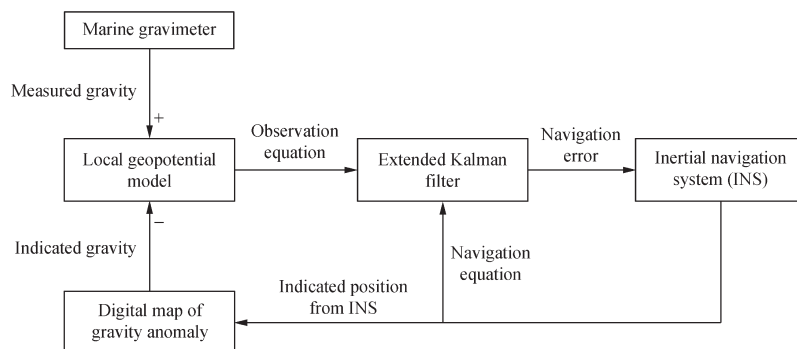 Marine gravimeter
Measured gravity
+
Local geopotential
model
Observation
equation
Extended Kalman
filter
Navigation
error
Inertial navigation
system (INS)
−
Indicated gravity
Navigation
equation
Indicated position
from INS
Digital map of
gravity anomaly